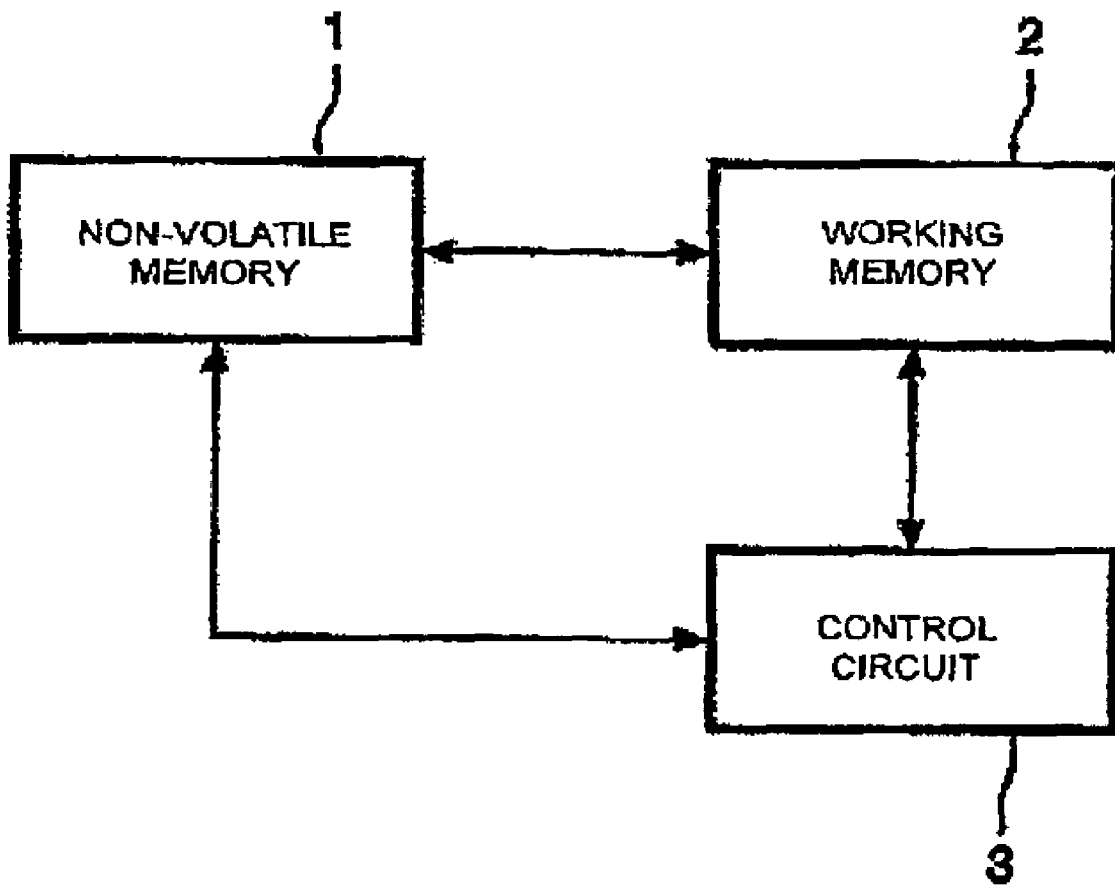 1
2
NON-VOLATILE
MEMORY
WORKING
MEMORY
CONTROL
CIRCUIT
3